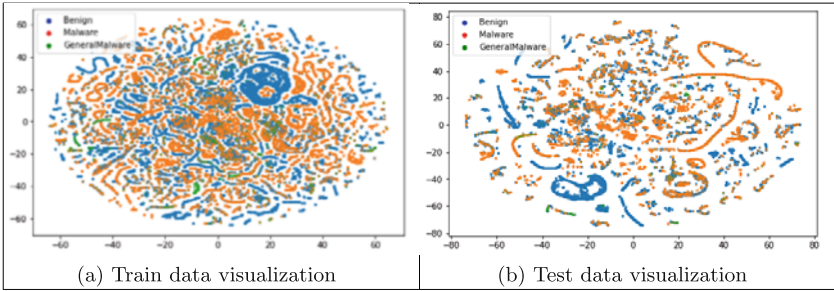 Benign
Malware
GeneralMalware
60
40
20
0
−20
−40
−60
−60 −40 −20 0 20 40 60
(a) Train data visualization
Benign
Malware
GeneralMalware
80
60
40
20
0
−20
−40
−60
−80
−80 −60 −40 −20 0 20 40 60 80
(b) Test data visualization